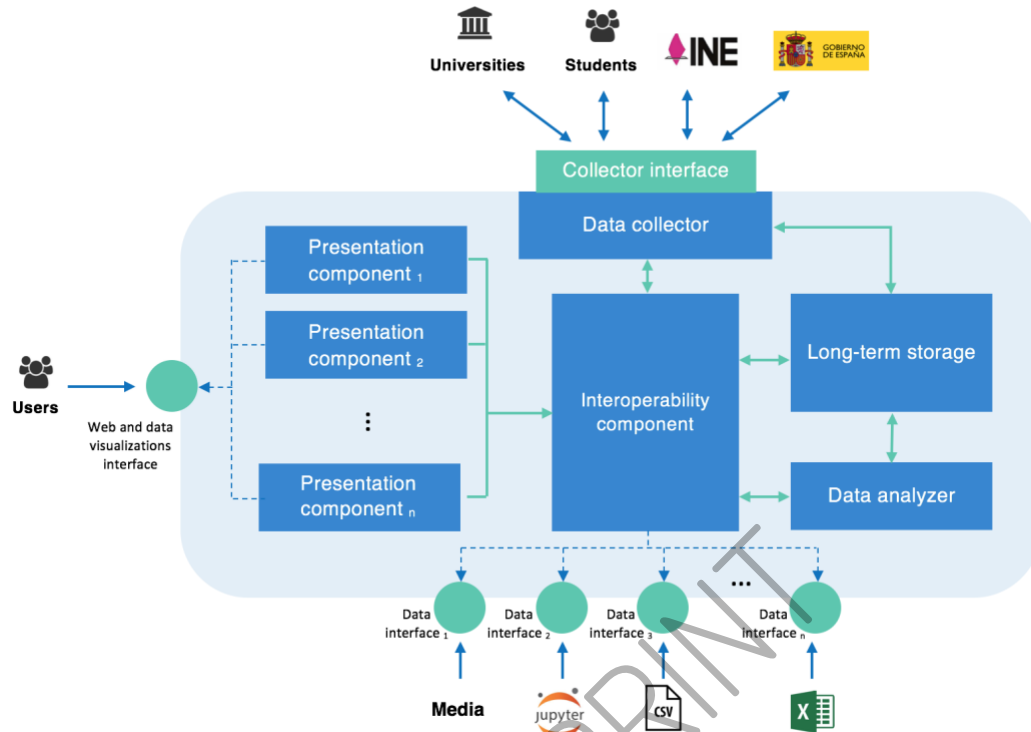 Universities
Students
INE
GOBIERNO
DE ESPAÑA
Collector interface
Data collector
Presentation
component 1
Presentation
component 2
Presentation
component n
Interoperability
component
Long-term storage
Data analyzer
Users
Web and data
visualizations
interface
Data
interface 1
Data
interface 2
Data
interface 3
Data
interface n
Media
jupyter
CSV
X
RINT